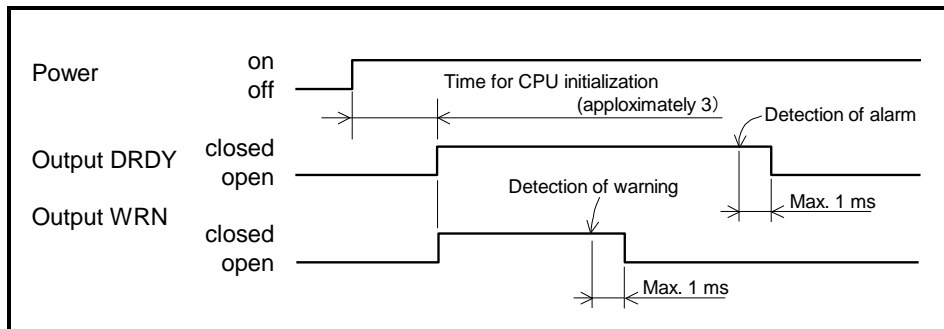 Power
on
off
Time for CPU initialization
(apploximately 3)
Detection of alarm
Output DRDY
closed
open
Detection of warning
Max. 1 ms
Output WRN
closed
open
Max. 1 ms